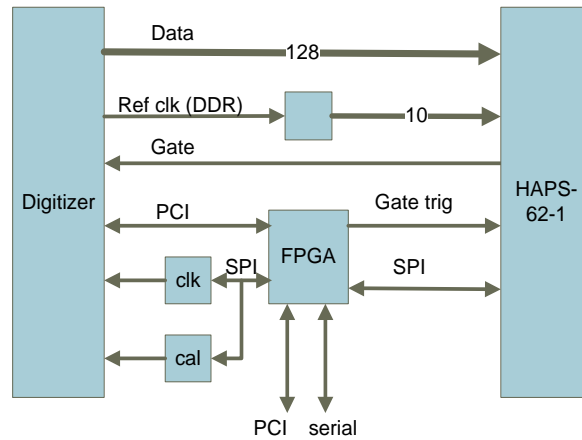 Data
128
Ref clk (DDR)
10
Gate
Digitizer
HAPS-
62-1
PCI
Gate trig
FPGA
SPI
SPI
clk
cal
PCI
serial